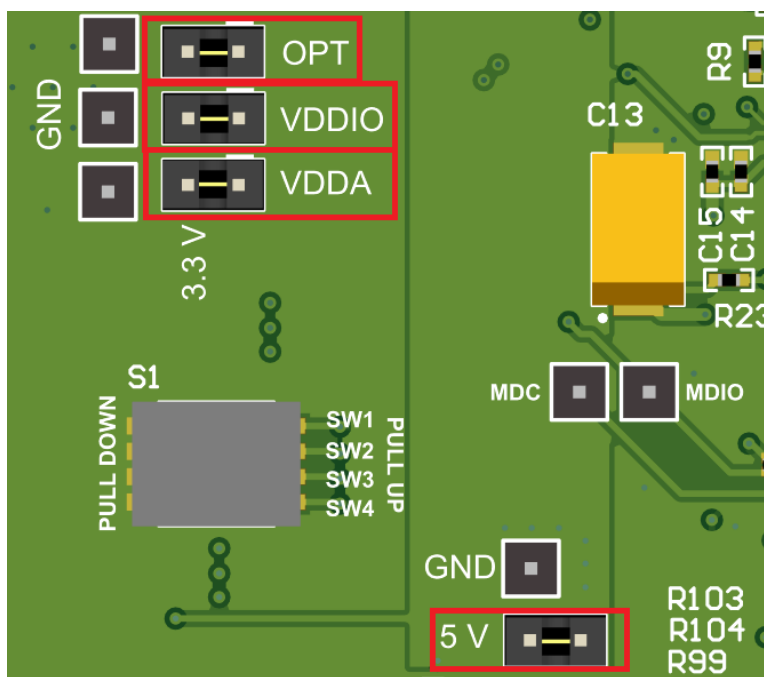 OPT
GND
VDDIO
VDDA
3.3 V
R9
C13
C15
C14
R23
S1
PULL DOWN
SW1
SW2
SW3
SW4
PULL UP
MDC
MDIO
GND
5 V
R103
R104
R99